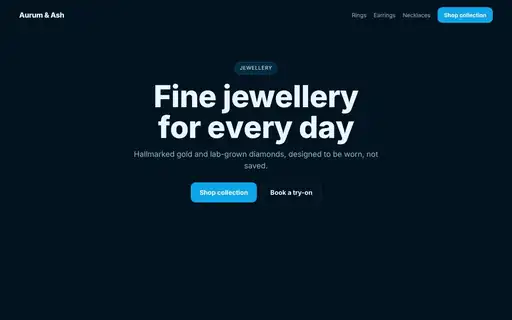 Aurum & Ash
Rings Earrings Necklaces Shop collection
JEWELLERY
Fine jewellery
for every day
Hallmarked gold and lab-grown diamonds, designed to be worn, not
saved.
Shop collection Book a try-on